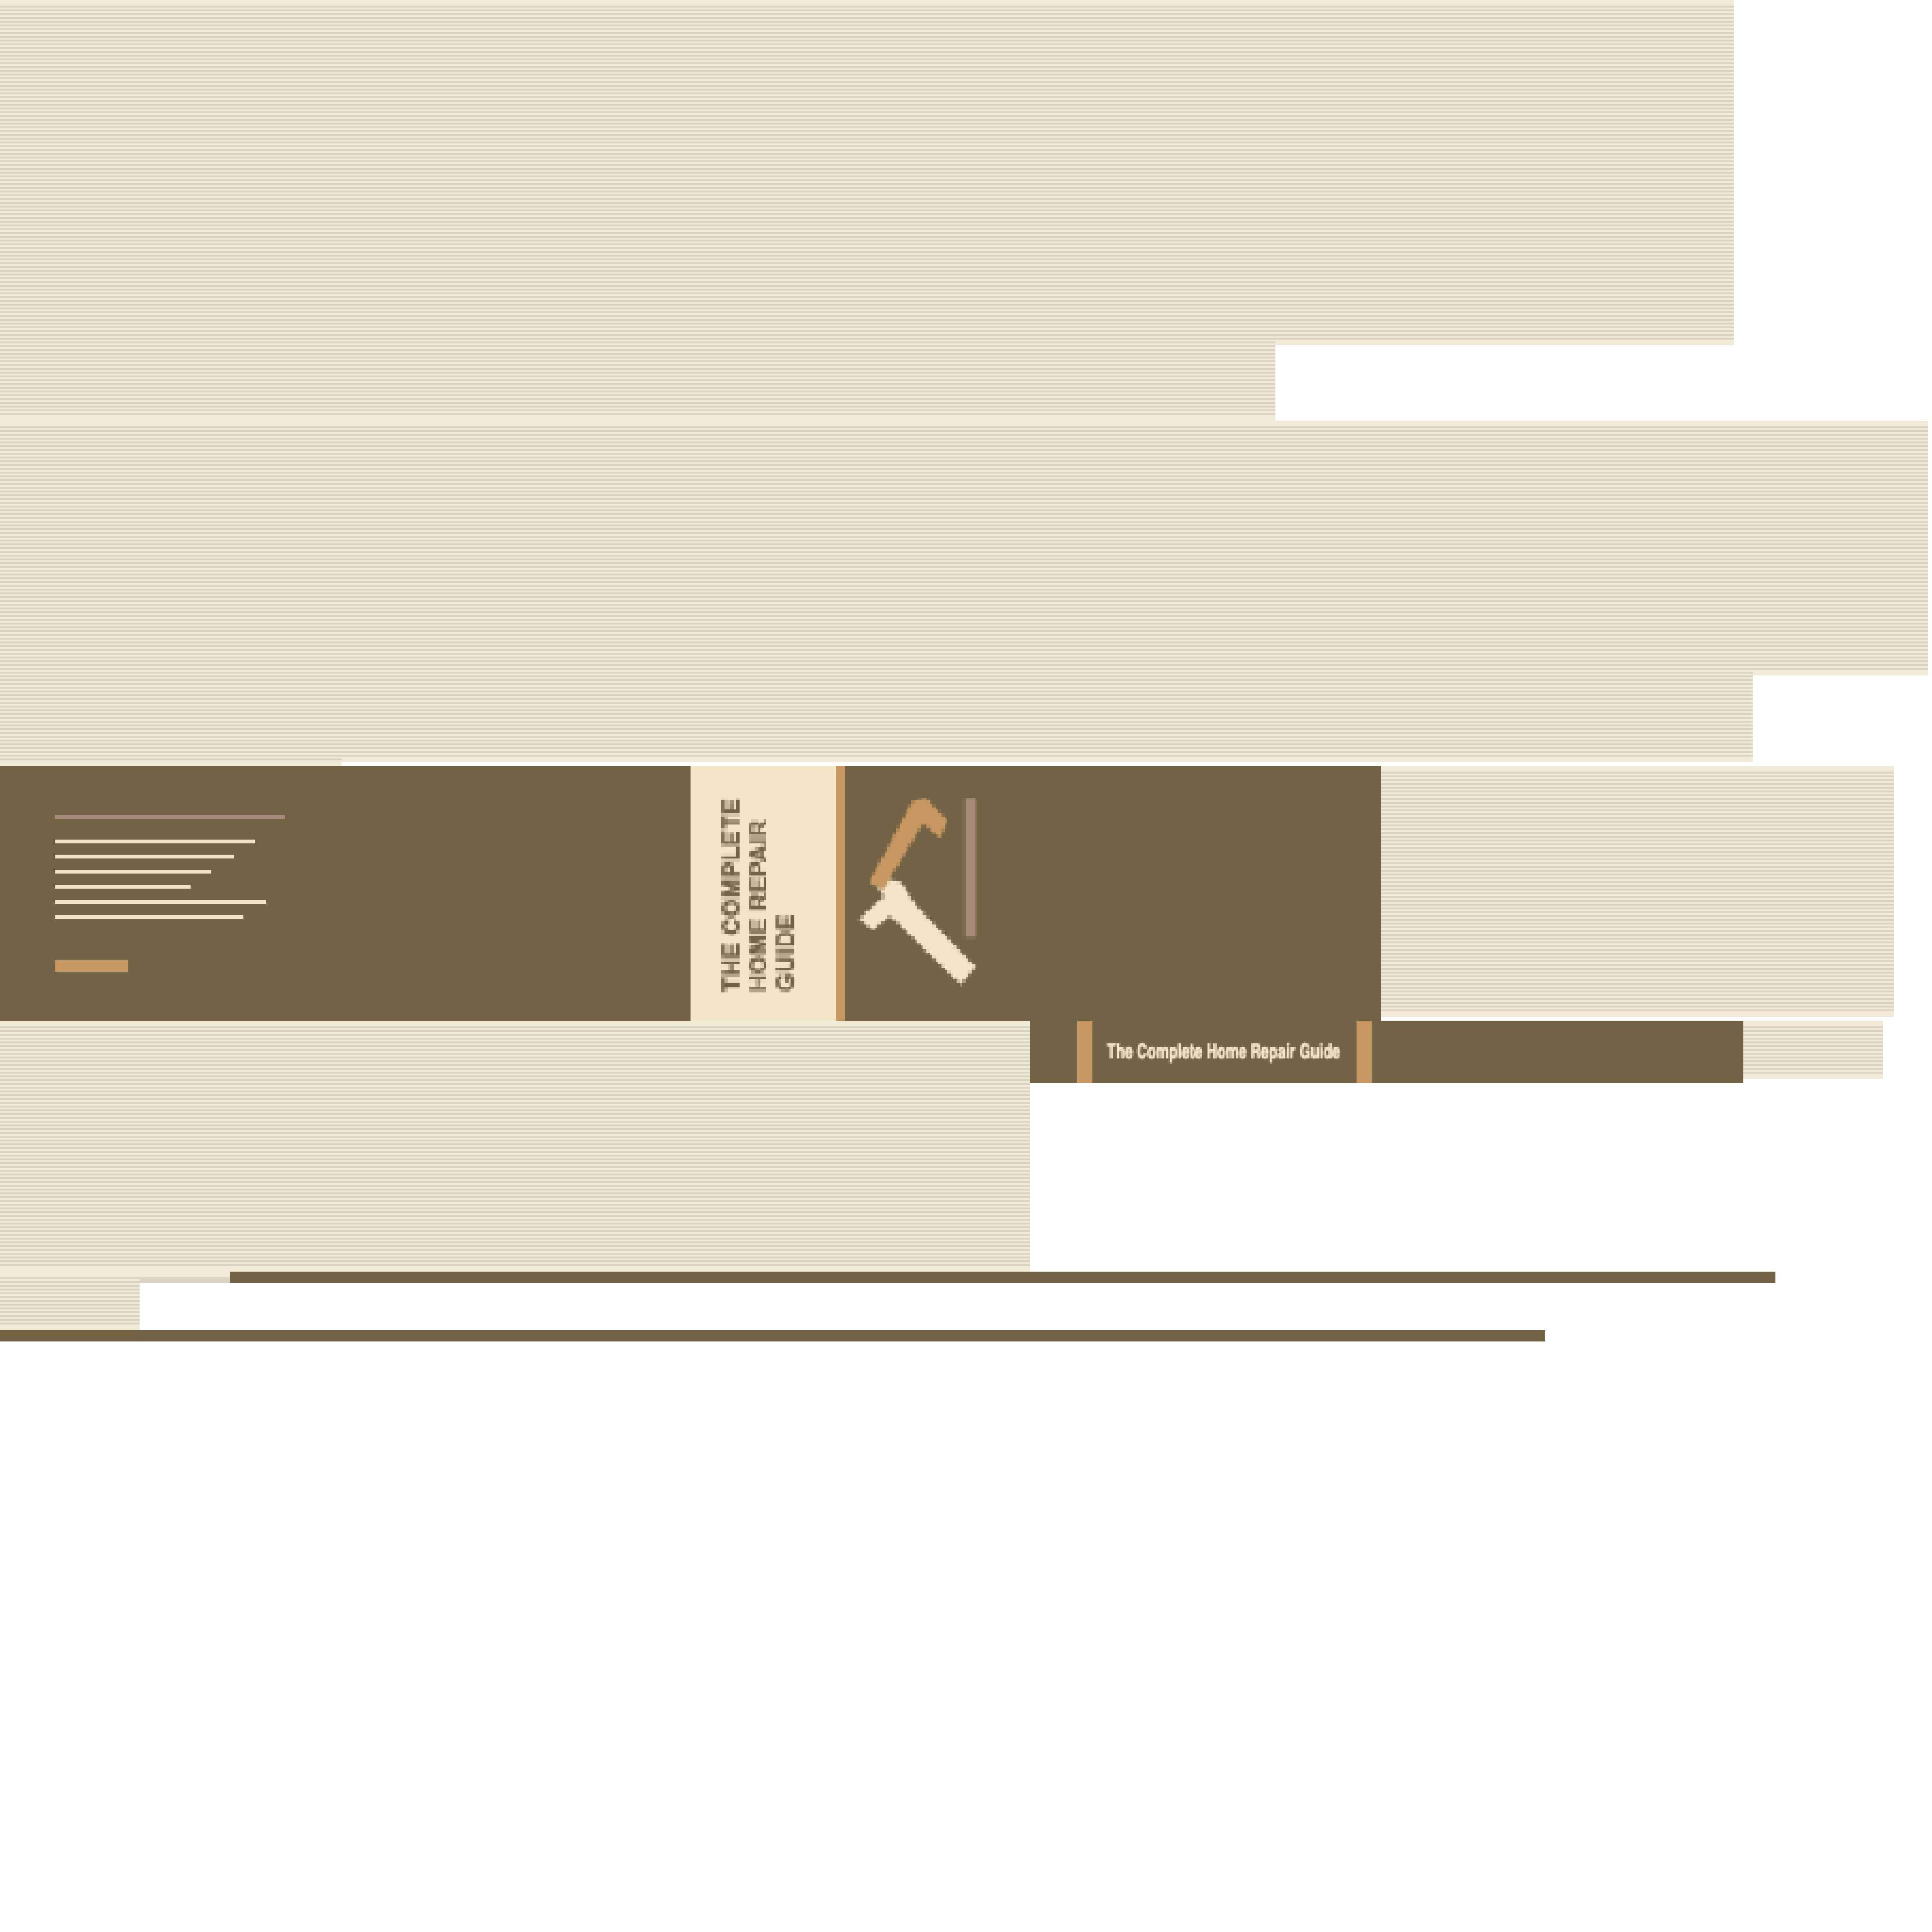 THE COMPLETE
HOME REPAIR
GUIDE
The Complete Home Repair Guide